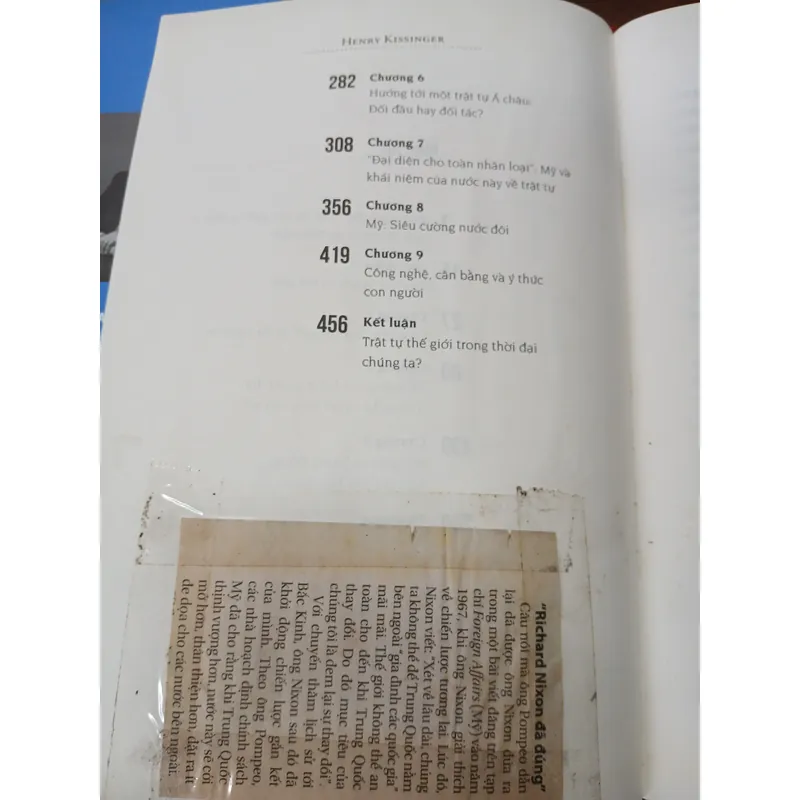 HENRY KISSINGER
282 Chương 6
Hướng tới một trật tự Á châu:
Đối đầu hay đối tác?
308 Chương 7
"Đại diện cho toàn nhân loại": Mỹ và
khái niệm của nước này về trật tự
356 Chương 8
Mỹ: Siêu cường nước đôi
419 Chương 9
Công nghệ, cân bằng và ý thức
con người
456 Kết luận
Trật tự thế giới trong thời đại
chúng ta?
"Richard Nixon đã đúng"
Câu nói mà ông Pompeo dẫn
lại đã được ông Nixon đưa ra
trong một bài viết đăng trên tạp
chí Foreign Affairs (Mỹ) vào năm
1967, khi ông Nixon giải thích
về chiến lược tương lai. Lúc đó,
Nixon viết: "Xét về lâu dài, chúng
ta không thể để Trung Quốc nằm
bên ngoài "gia đình các quốc gia"
mãi mãi. Thế giới không thể an
toàn cho đến khi Trung Quốc
thay đổi. Do đó mục tiêu của
chúng tôi là đem lại sự thay đổi".
Với chuyến thăm lịch sử tới
Bắc Kinh, ông Nixon sau đó đã
khởi động chiến lược gắn kết
của mình. Theo ông Pompeo,
các nhà hoạch định chính sách
Mỹ đã cho rằng khi Trung Quốc
thịnh vượng hơn, nước này sẽ cởi
mở hơn, thân thiện hơn, đặt ra ít
đe dọa cho các nước bên ngoài.